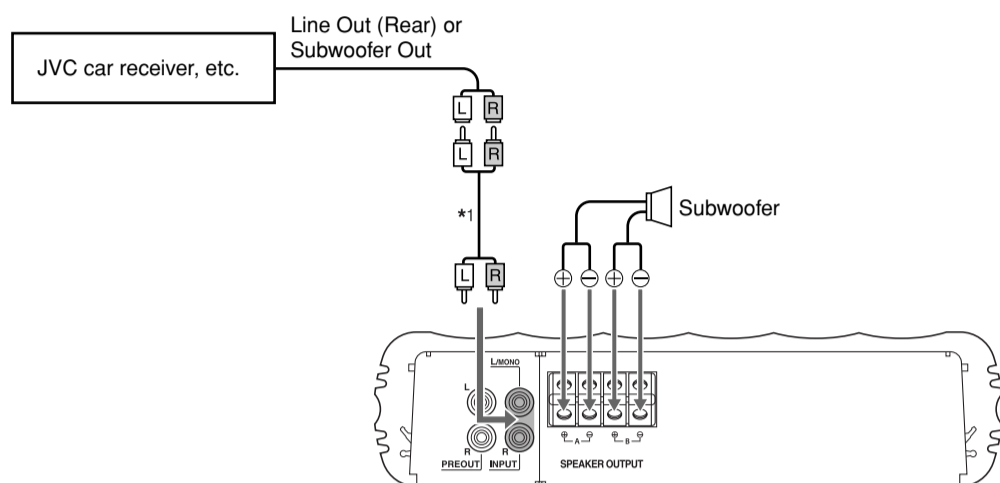 Line Out (Rear) or
Subwoofer Out
JVC car receiver, etc.
L R
L R
*1
Subwoofer
L R
⊕ ⊖ ⊕ ⊖
L/MONO
L
R R
PREOUT INPUT
⊕ A ⊖ ⊕ B ⊖
SPEAKER OUTPUT